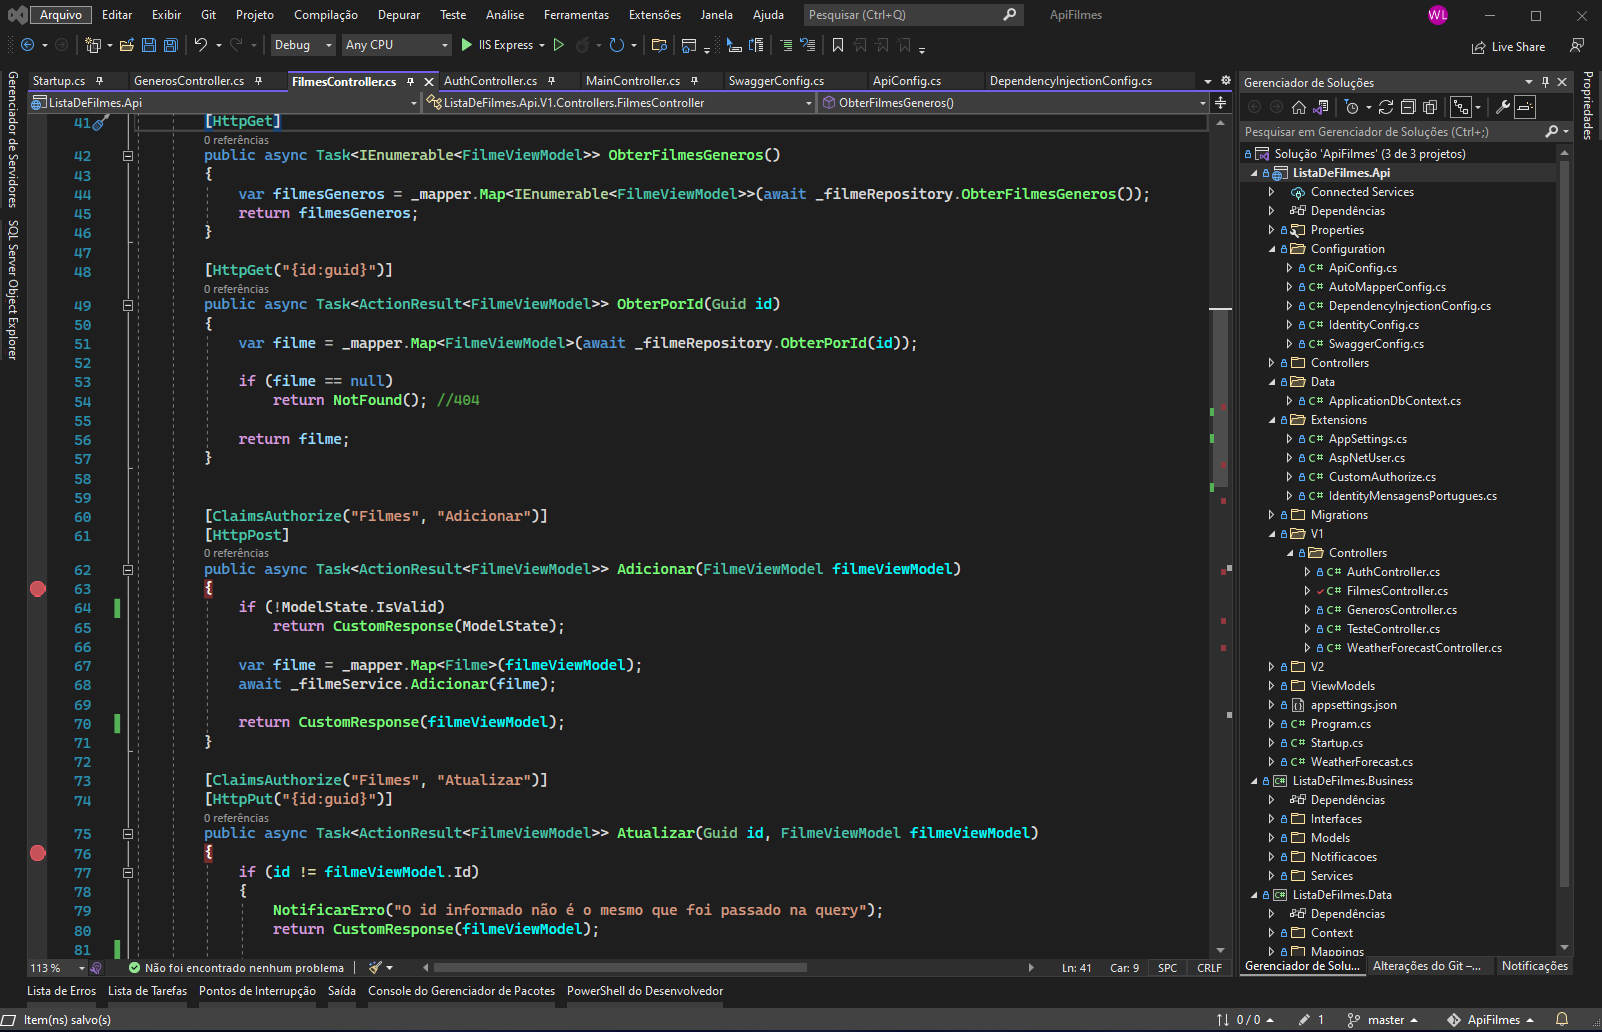 Arquivo Editar Exibir Git Projeto Compilação Depurar Teste Análise Ferramentas Extensões Janela Ajuda Pesquisar (Ctrl+Q) ApiFilmes WL
Debug Any CPU IIS Express Live Share
Startup.cs GenerosController.cs FilmesController.cs AuthController.cs MainController.cs SwaggerConfig.cs ApiConfig.cs DependencyInjectionConfig.cs
ListaDeFilmes.Api ListaDeFilmes.Api.V1.Controllers.FilmesController ObterFilmesGeneros()
Gerenciador de Servidores
SQL Server Object Explorer
41 [HttpGet]
0 referências
42 public async Task<IEnumerable<FilmeViewModel>> ObterFilmesGeneros()
43 {
44 var filmesGeneros = _mapper.Map<IEnumerable<FilmeViewModel>>(await _filmeRepository.ObterFilmesGeneros());
45 return filmesGeneros;
46 }
47
48 [HttpGet("{id:guid}")]
0 referências
49 public async Task<ActionResult<FilmeViewModel>> ObterPorId(Guid id)
50 {
51 var filme = _mapper.Map<FilmeViewModel>(await _filmeRepository.ObterPorId(id));
52
53 if (filme == null)
54 return NotFound(); //404
55
56 return filme;
57 }
58
59
60 [ClaimsAuthorize("Filmes", "Adicionar")]
61 [HttpPost]
0 referências
62 public async Task<ActionResult<FilmeViewModel>> Adicionar(FilmeViewModel filmeViewModel)
63 {
64 if (!ModelState.IsValid)
65 return CustomResponse(ModelState);
66
67 var filme = _mapper.Map<Filme>(filmeViewModel);
68 await _filmeService.Adicionar(filme);
69
70 return CustomResponse(filmeViewModel);
71 }
72
73 [ClaimsAuthorize("Filmes", "Atualizar")]
74 [HttpPut("{id:guid}")]
0 referências
75 public async Task<ActionResult<FilmeViewModel>> Atualizar(Guid id, FilmeViewModel filmeViewModel)
76 {
77 if (id != filmeViewModel.Id)
78 {
79 NotificarErro("O id informado não é o mesmo que foi passado na query");
80 return CustomResponse(filmeViewModel);
81
113 % Não foi encontrado nenhum problema Ln: 41 Car: 9 SPC CRLF
Gerenciador de Soluções
Pesquisar em Gerenciador de Soluções (Ctrl+;)
Solução 'ApiFilmes' (3 de 3 projetos)
ListaDeFilmes.Api
Connected Services
Dependências
Properties
Configuration
C# ApiConfig.cs
C# AutoMapperConfig.cs
C# DependencyInjectionConfig.cs
C# IdentityConfig.cs
C# SwaggerConfig.cs
Controllers
Data
C# ApplicationDbContext.cs
Extensions
C# AppSettings.cs
C# AspNetUser.cs
C# CustomAuthorize.cs
C# IdentityMensagensPortugues.cs
Migrations
V1
Controllers
C# AuthController.cs
C# FilmesController.cs
C# GenerosController.cs
C# TesteController.cs
C# WeatherForecastController.cs
V2
ViewModels
appsettings.json
C# Program.cs
C# Startup.cs
C# WeatherForecast.cs
C# ListaDeFilmes.Business
Dependências
Interfaces
Models
Notificacoes
Services
C# ListaDeFilmes.Data
Dependências
Context
Mappings
Gerenciador de Solu... Alterações do Git –... Notificações
Propriedades
Lista de Erros Lista de Tarefas Pontos de Interrupção Saída Console do Gerenciador de Pacotes PowerShell do Desenvolvedor
Item(ns) salvo(s) 0 / 0 1 master ApiFilmes